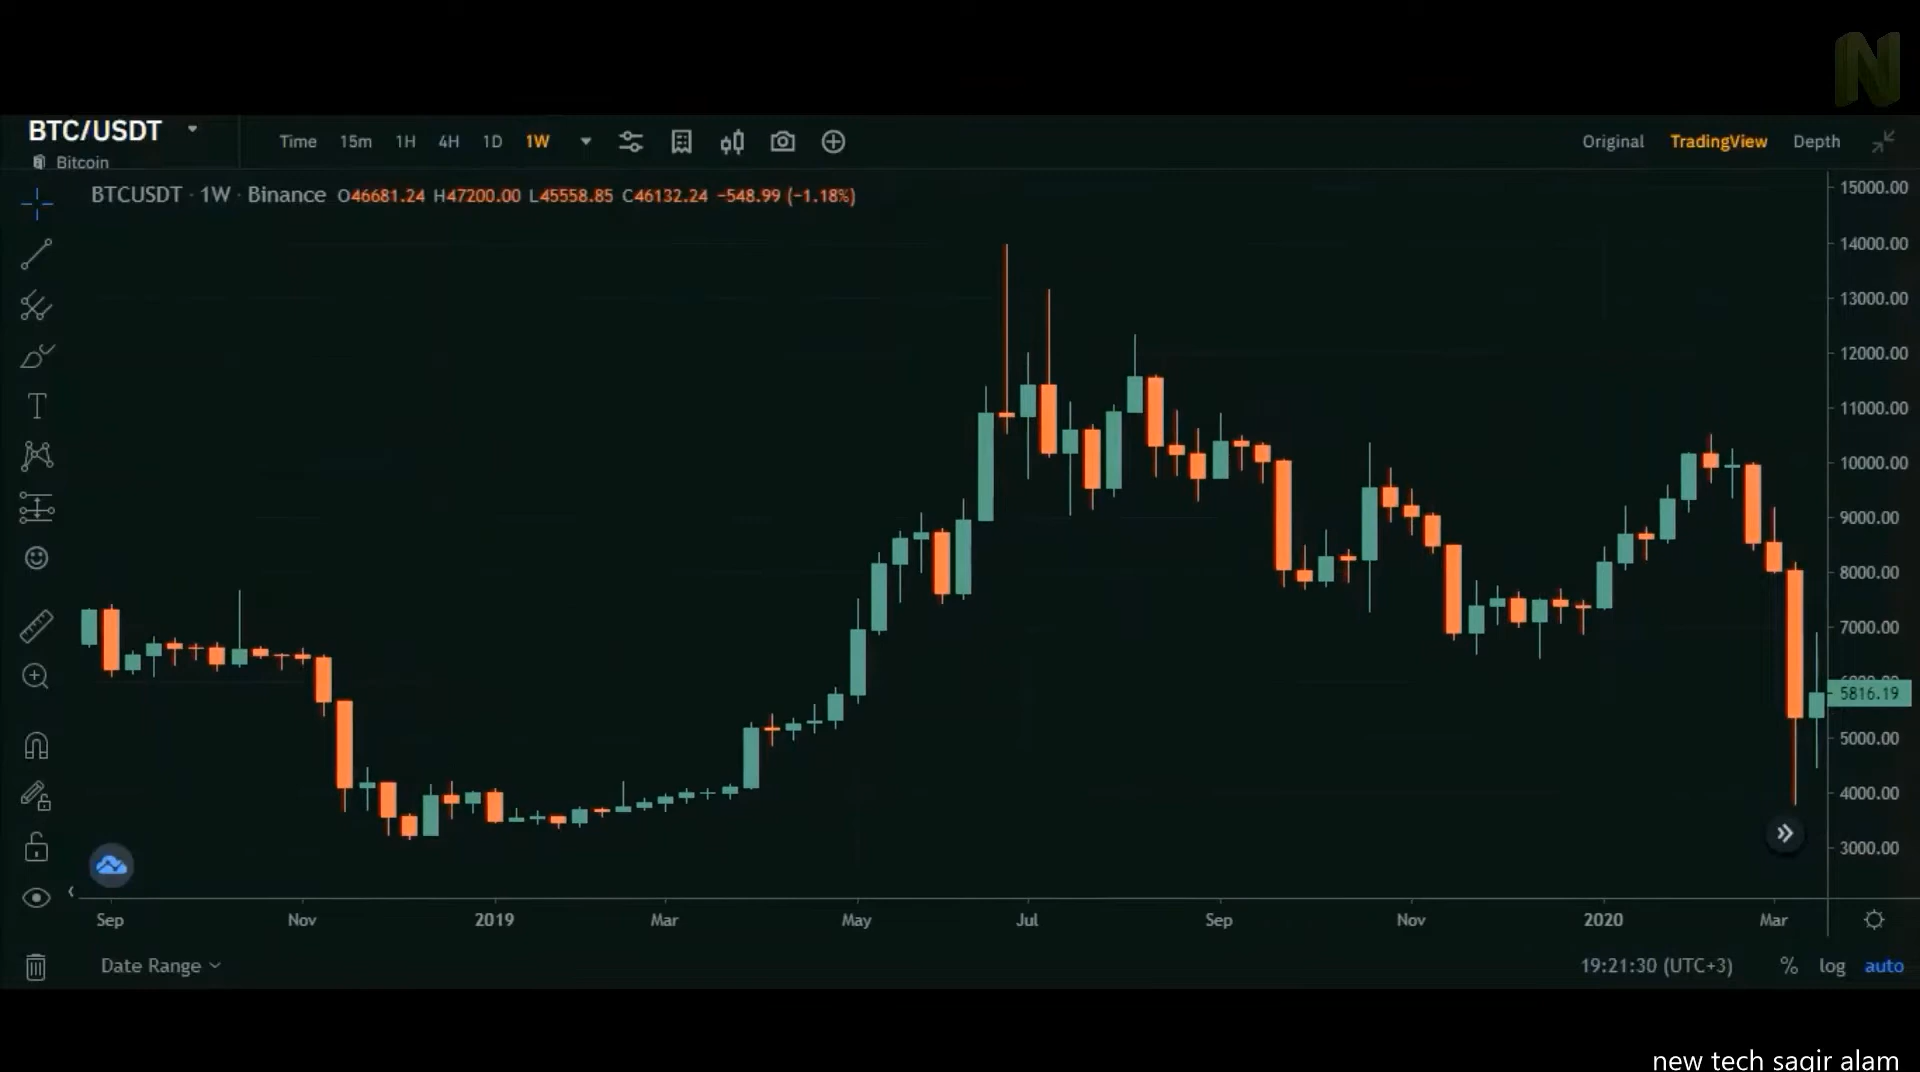 N
BTC/USDT
Bitcoin
Time 15m 1H 4H 1D 1W
Original TradingView Depth
BTCUSDT · 1W · Binance O46681.24 H47200.00 L45558.85 C46132.24 −548.99 (−1.18%)
15000.00
14000.00
13000.00
12000.00
11000.00
10000.00
9000.00
8000.00
7000.00
5816.19
5000.00
4000.00
3000.00
Sep Nov 2019 Mar May Jul Sep Nov 2020 Mar
Date Range
19:21:30 (UTC+3) % log auto
new tech saqir alam